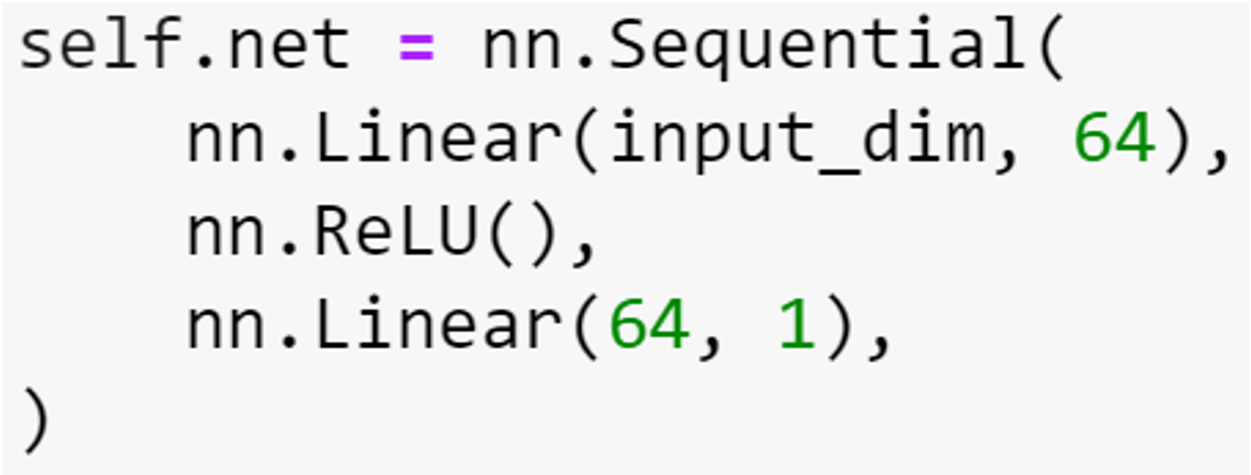 self.net = nn.Sequential(
    nn.Linear(input_dim, 64),
    nn.ReLU(),
    nn.Linear(64, 1),
)